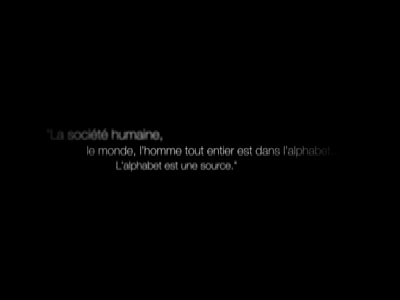 "La société humaine,
le monde, l'homme tout entier est dans l'alphabet.
L'alphabet est une source."